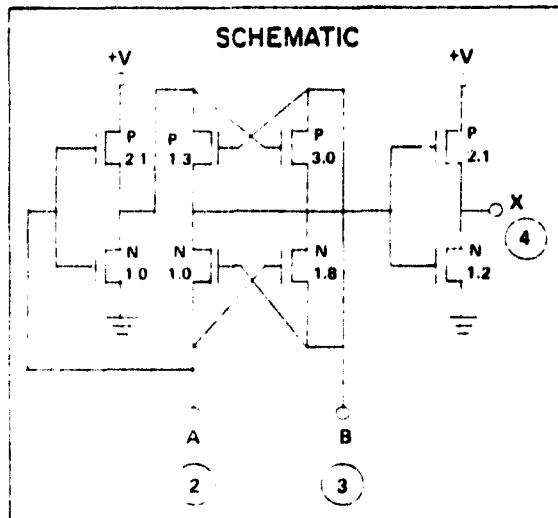 SCHEMATIC
+V +V
P P P P
2.1 1.3 3.0 2.1
X
4
N N N N
1.0 1.0 1.8 1.2
A B
2 3